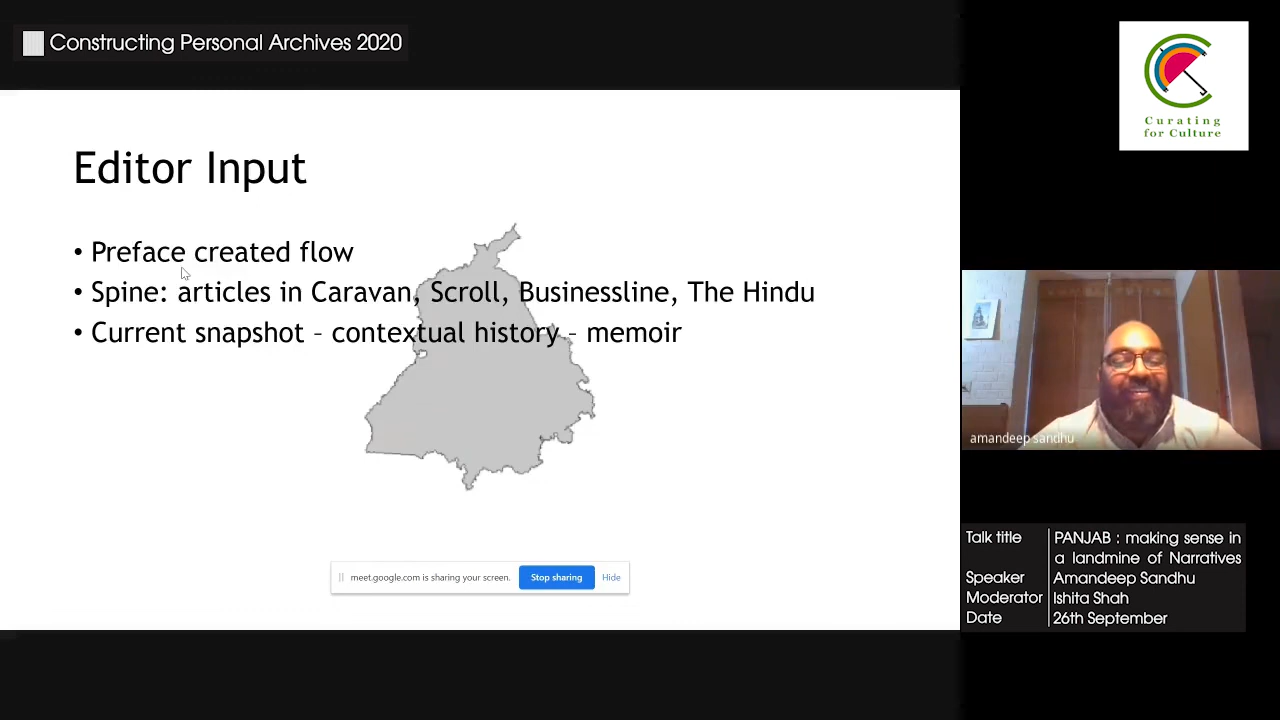 Constructing Personal Archives 2020
Curating
for Culture
Editor Input
• Preface created flow
• Spine: articles in Caravan, Scroll, Businessline, The Hindu
• Current snapshot – contextual history – memoir
meet.google.com is sharing your screen. Stop sharing Hide
amandeep sandhu
Talk title PANJAB : making sense in
a landmine of Narratives
Speaker Amandeep Sandhu
Moderator Ishita Shah
Date 26th September